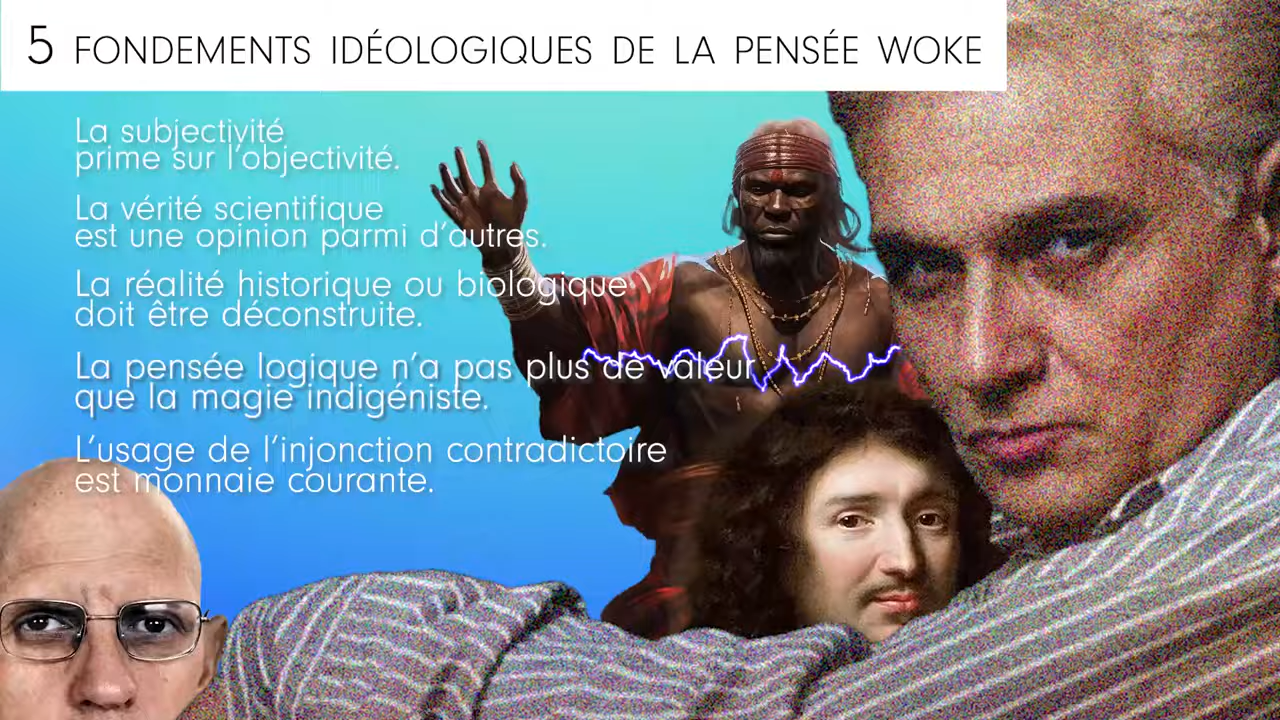 5 FONDEMENTS IDÉOLOGIQUES DE LA PENSÉE WOKE
La subjectivité
prime sur l'objectivité.
La vérité scientifique
est une opinion parmi d'autres.
La réalité historique ou biologique
doit être déconstruite.
La pensée logique n'a pas plus de valeur
que la magie indigéniste.
L'usage de l'injonction contradictoire
est monnaie courante.